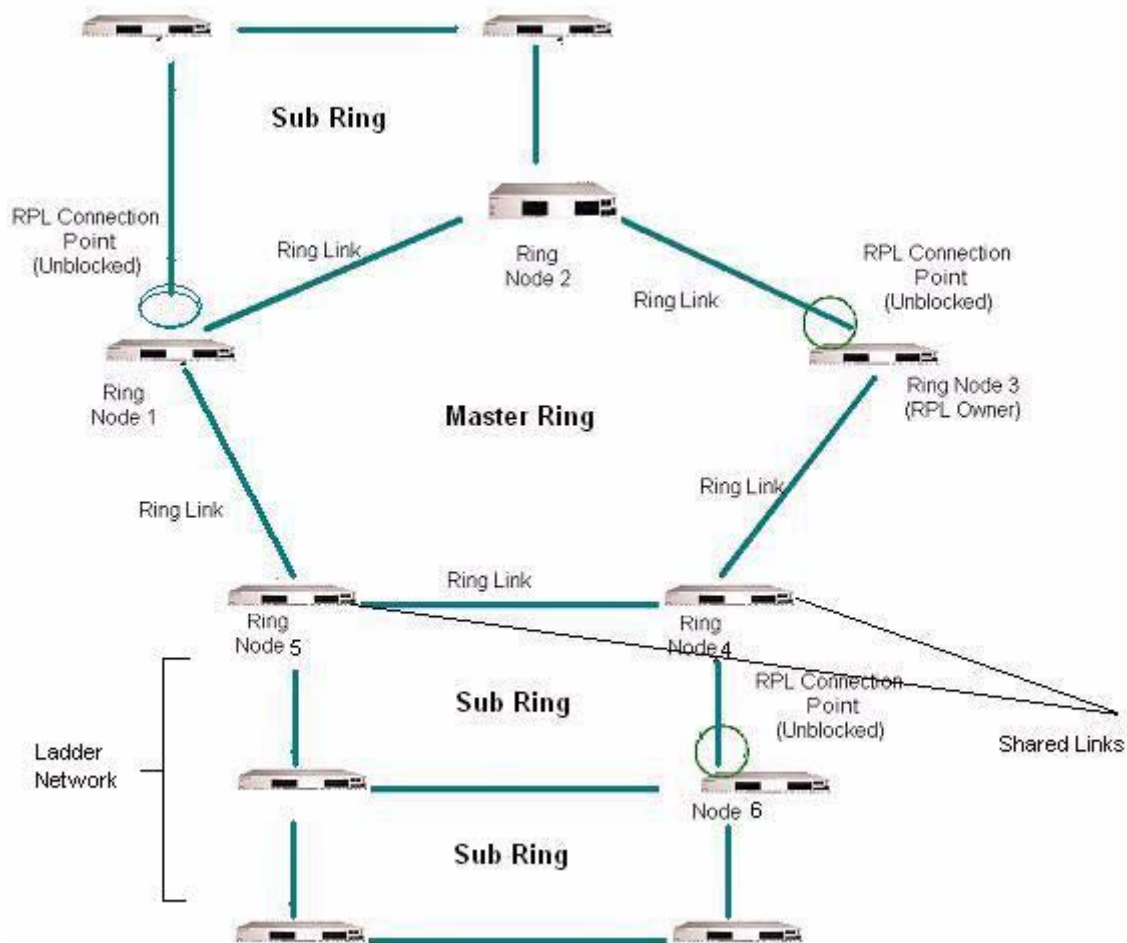 Sub Ring
RPL Connection
Point
(Unblocked)
Ring Link
Ring
Node 2
Ring Link
RPL Connection
Point
(Unblocked)
Ring
Node 1
Master Ring
Ring Node 3
(RPL Owner)
Ring Link
Ring Link
Ring Link
Ring
Node 5
Ring
Node 4
Sub Ring
RPL Connection
Point
(Unblocked)
Shared Links
Ladder
Network
Node 6
Sub Ring